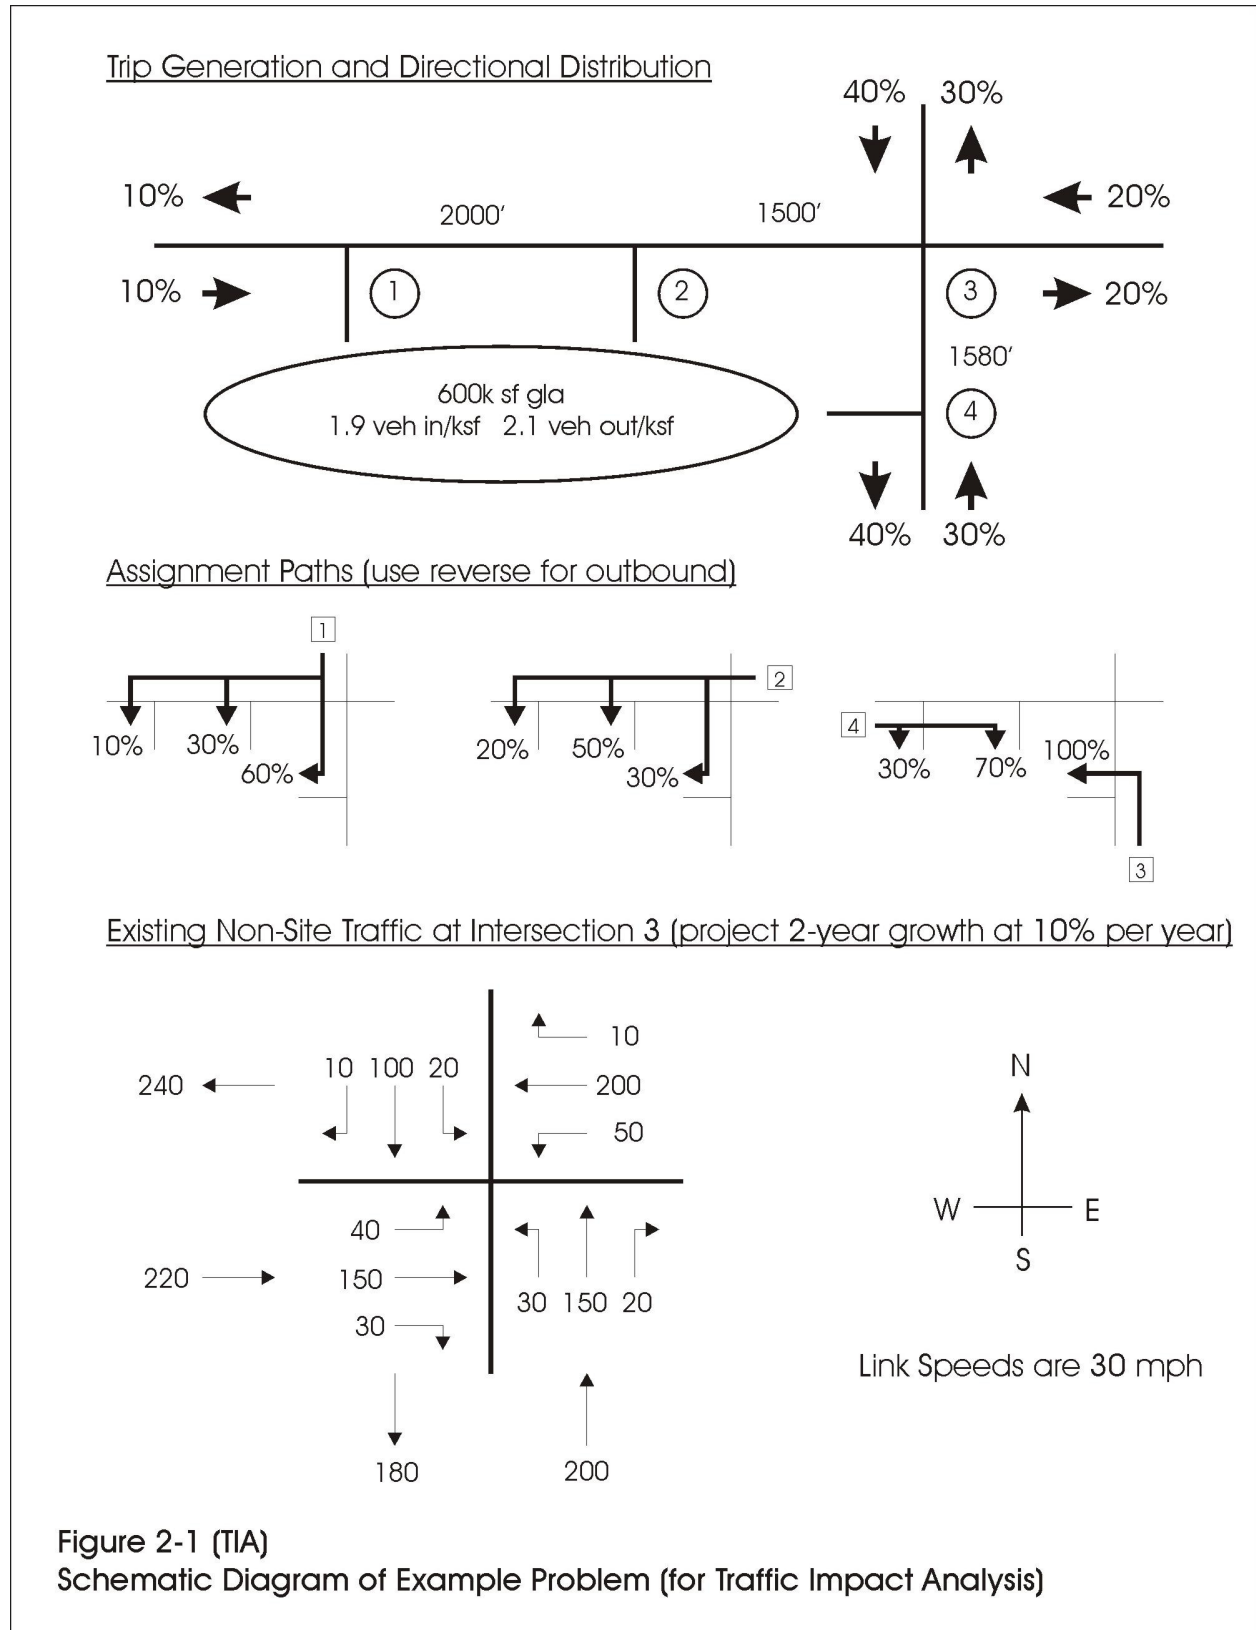 Trip Generation and Directional Distribution
40% 30%
10% 2000' 1500' 20%
10% 1 2 3 20%
1580'
600k sf gla
1.9 veh in/ksf 2.1 veh out/ksf
4
40% 30%
Assignment Paths (use reverse for outbound)
1
2
4
10% 30% 60%
20% 50% 30%
30% 70% 100%
3
Existing Non-Site Traffic at Intersection 3 (project 2-year growth at 10% per year)
10
240 10 100 20 200
50
40
220 150 30 150 20
30
180 200
N
W E
S
Link Speeds are 30 mph
Figure 2-1 (TIA)
Schematic Diagram of Example Problem (for Traffic Impact Analysis)